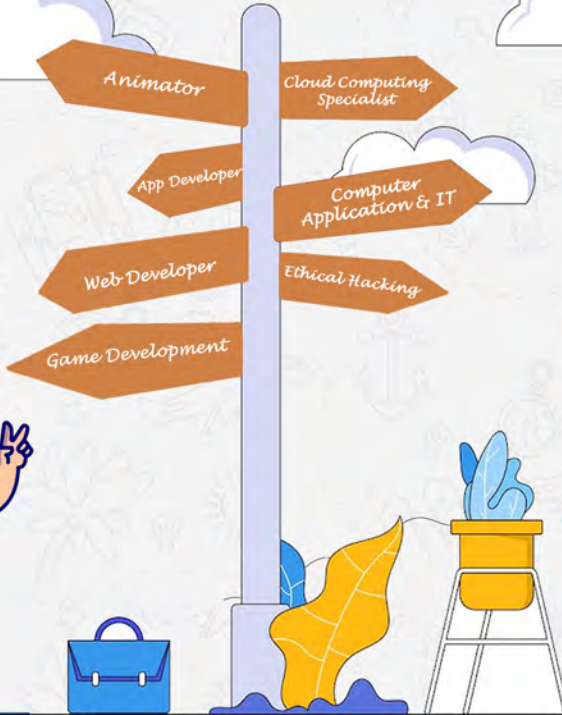 Animator
Cloud Computing
Specialist
App Developer
Computer
Application & IT
Web Developer
Ethical Hacking
Game Development